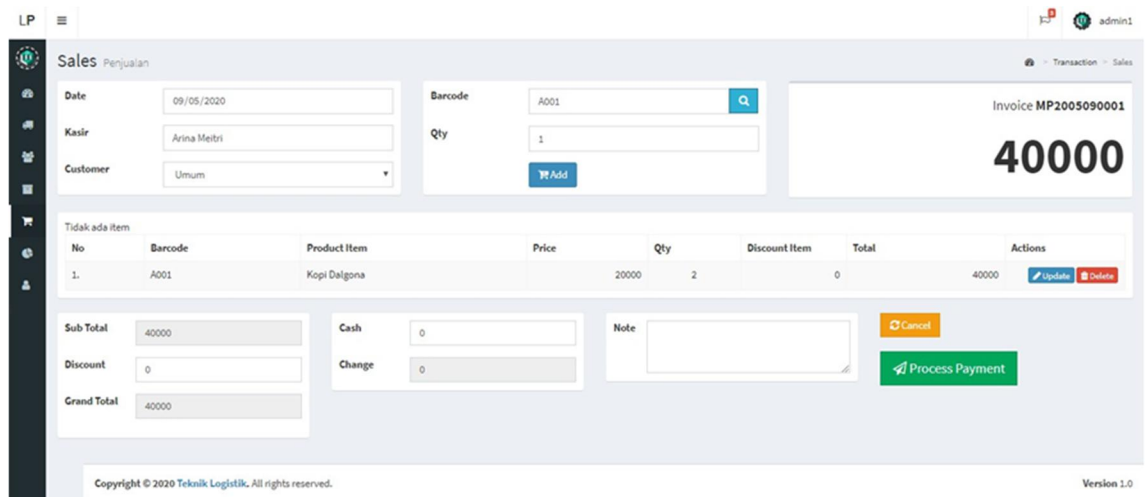 LP
8 admin1
Sales Penjualan
> Transaction > Sales
Date 09/05/2020
Kasir Arina Meitri
Customer Umum
Barcode A001
Qty 1
Add
Invoice MP2005090001
40000
Tidak ada item
No Barcode Product Item Price Qty Discount Item Total Actions
1. A001 Kopi Dalgona 20000 2 0 40000 Update Delete
Sub Total 40000
Discount 0
Grand Total 40000
Cash 0
Change 0
Note
Cancel
Process Payment
Copyright © 2020 Teknik Logistik. All rights reserved.
Version 1.0